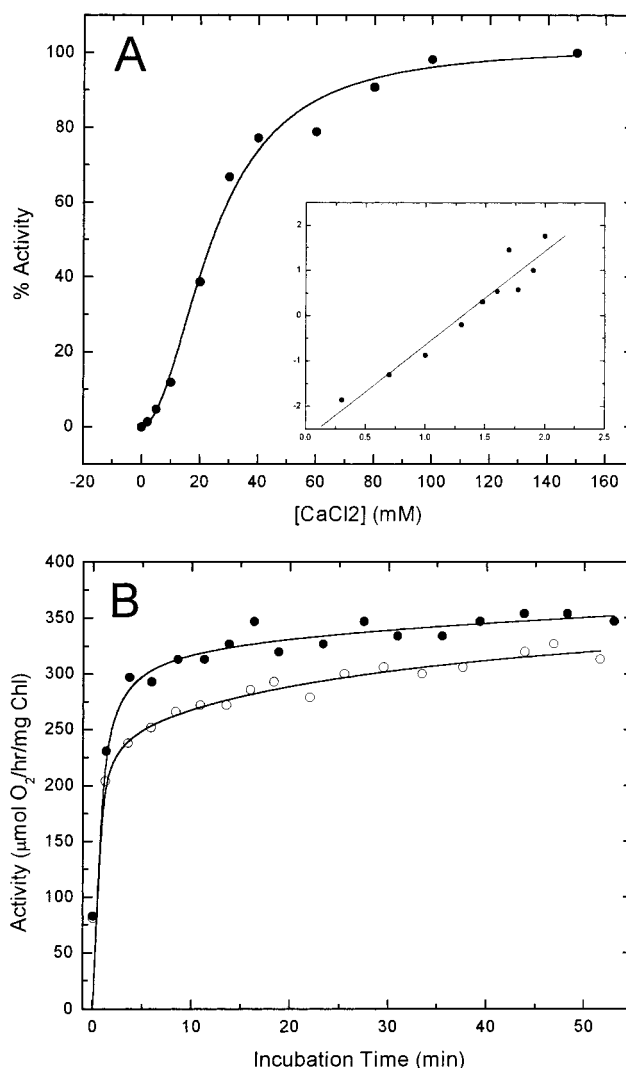 A
100
80
60
40
20
0
% Activity
2
1
0
-1
-2
0.0 0.5 1.0 1.5 2.0 2.5
-20 0 20 40 60 80 100 120 140 160
[CaCl2] (mM)
B
400
350
300
250
200
150
100
50
0
Activity (μmol O2/hr/mg Chl)
0 10 20 30 40 50
Incubation Time (min)